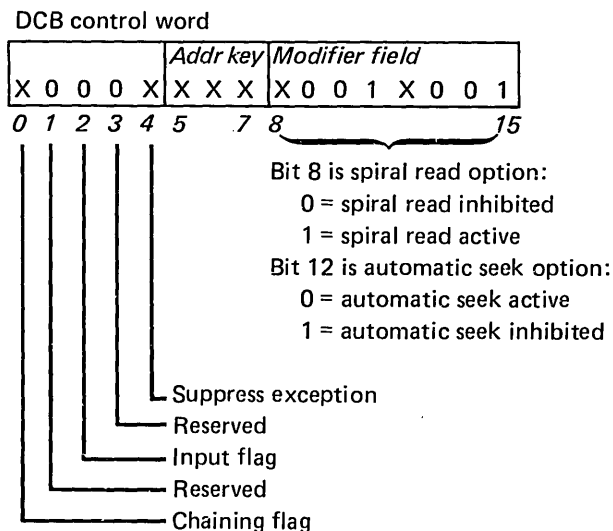 DCB control word
Addr key Modifier field
X 0 0 0 X X X X X 0 0 1 X 0 0 1
0 1 2 3 4 5 7 8 15
Bit 8 is spiral read option:
0 = spiral read inhibited
1 = spiral read active
Bit 12 is automatic seek option:
0 = automatic seek active
1 = automatic seek inhibited
Suppress exception
Reserved
Input flag
Reserved
Chaining flag